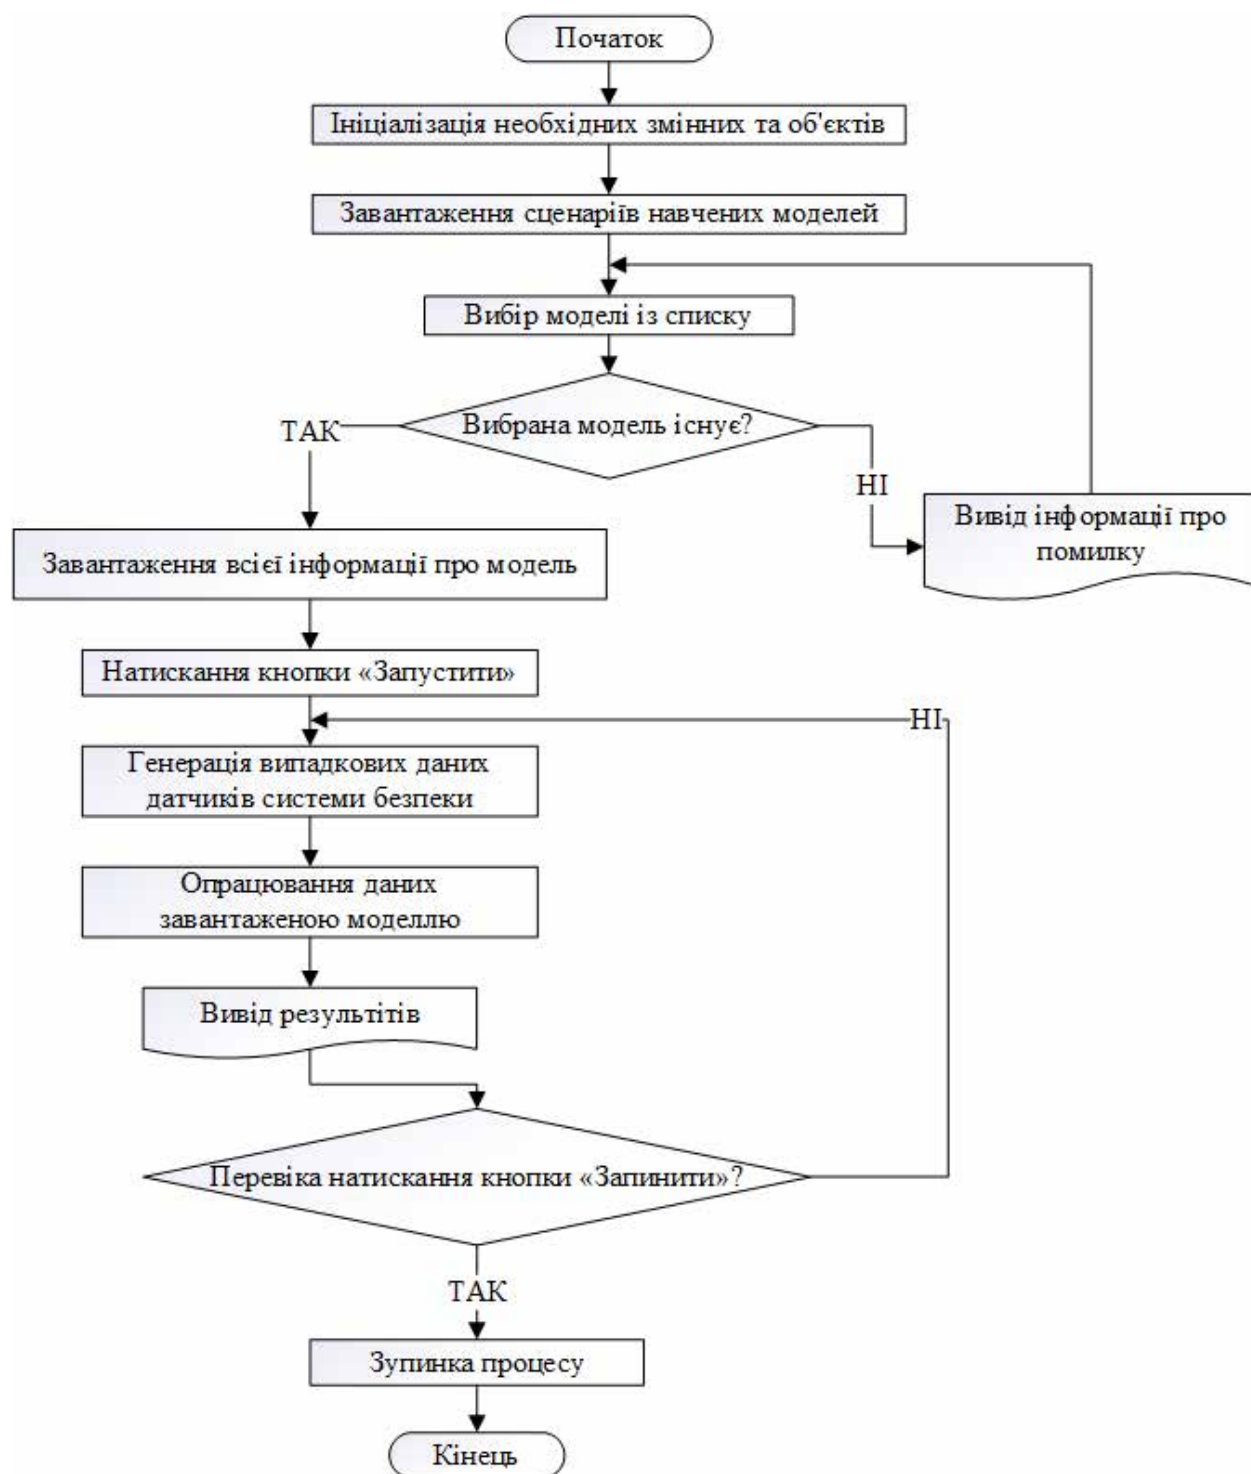 Початок
Ініціалізація необхідних змінних та об'єктів
Завантаження сценаріїв навчених моделей
Вибір моделі із списку
Вибрана модель існує?
ТАК
НІ
Вивід інформації про
помилку
Завантаження всієї інформації про модель
Натискання кнопки «Запустити»
НІ
Генерація випадкових даних
датчиків системи безпеки
Опрацювання даних
завантаженою моделлю
Вивід результітів
Перевіка натискання кнопки «Запинити»?
ТАК
Зупинка процесу
Кінець